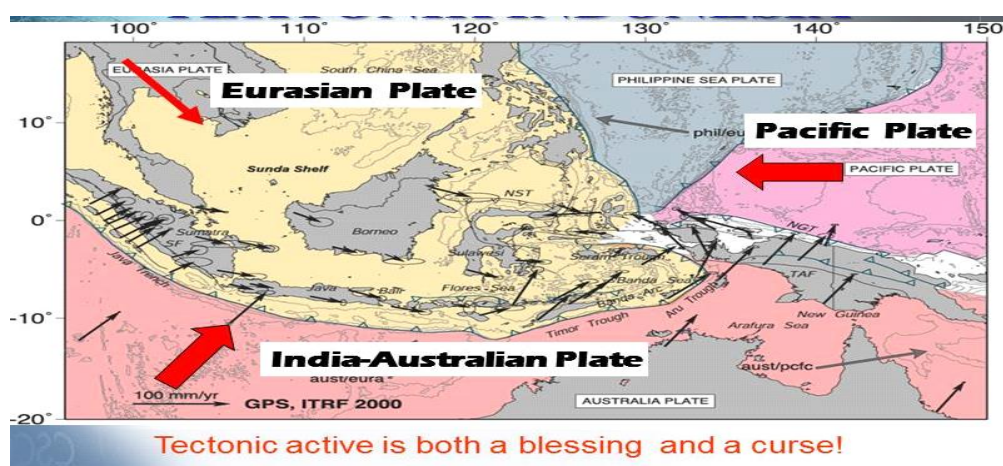 100°
110°
120°
130°
140°
150
EURASIA PLATE
South China Sea
PHILIPPINE SEA PLATE
Eurasian Plate
10°
phil/eu
Pacific Plate
Sunda Shelf
PACIFIC PLATE
NST
0°
Sumatra
SF
Borneo
Sulawesi
Seram Trough
NGT
Java Trench
Java
Bali
Flores Sea
Banda Sea
Banda Arc
TAF
New Guinea
-10°
Timor Trough
Aru Trough
Arafura Sea
India-Australian Plate
aust/eura
aust/pcfc
100 mm/yr
GPS, ITRF 2000
AUSTRALIA PLATE
-20°
Tectonic active is both a blessing and a curse!